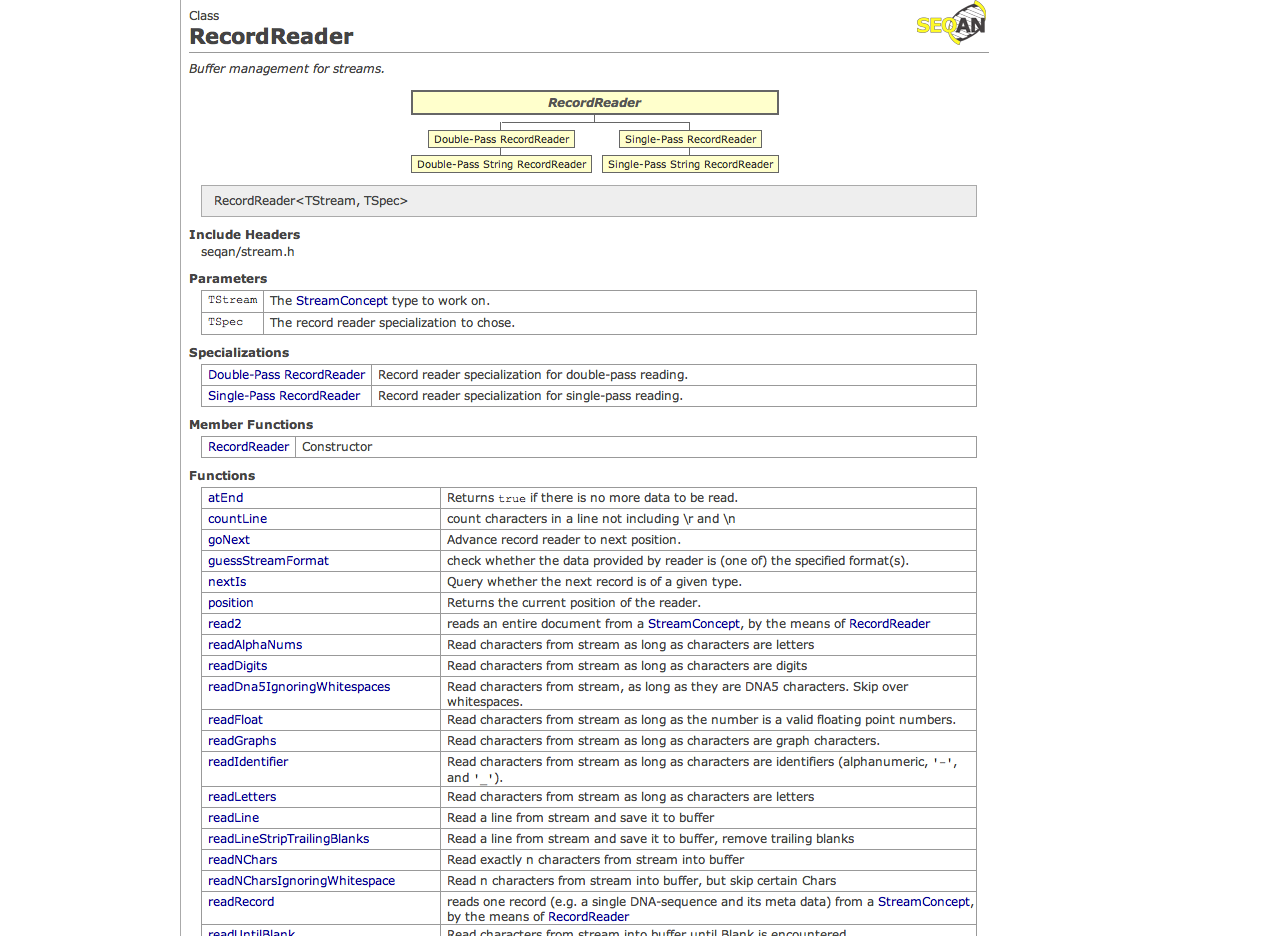 Class
SEQAN
RecordReader
Buffer management for streams.
RecordReader
Double-Pass RecordReader
Single-Pass RecordReader
Double-Pass String RecordReader
Single-Pass String RecordReader
RecordReader<TStream, TSpec>
Include Headers
seqan/stream.h
Parameters
TStream The StreamConcept type to work on.
TSpec The record reader specialization to chose.
Specializations
Double-Pass RecordReader Record reader specialization for double-pass reading.
Single-Pass RecordReader Record reader specialization for single-pass reading.
Member Functions
RecordReader Constructor
Functions
atEnd Returns true if there is no more data to be read.
countLine count characters in a line not including \r and \n
goNext Advance record reader to next position.
guessStreamFormat check whether the data provided by reader is (one of) the specified format(s).
nextIs Query whether the next record is of a given type.
position Returns the current position of the reader.
read2 reads an entire document from a StreamConcept, by the means of RecordReader
readAlphaNums Read characters from stream as long as characters are letters
readDigits Read characters from stream as long as characters are digits
readDna5IgnoringWhitespaces Read characters from stream, as long as they are DNA5 characters. Skip over
whitespaces.
readFloat Read characters from stream as long as the number is a valid floating point numbers.
readGraphs Read characters from stream as long as characters are graph characters.
readIdentifier Read characters from stream as long as characters are identifiers (alphanumeric, '-',
and '_').
readLetters Read characters from stream as long as characters are letters
readLine Read a line from stream and save it to buffer
readLineStripTrailingBlanks Read a line from stream and save it to buffer, remove trailing blanks
readNChars Read exactly n characters from stream into buffer
readNCharsIgnoringWhitespace Read n characters from stream into buffer, but skip certain Chars
readRecord reads one record (e.g. a single DNA-sequence and its meta data) from a StreamConcept,
by the means of RecordReader
readUntilBlank Read characters from stream into buffer until Blank is encountered